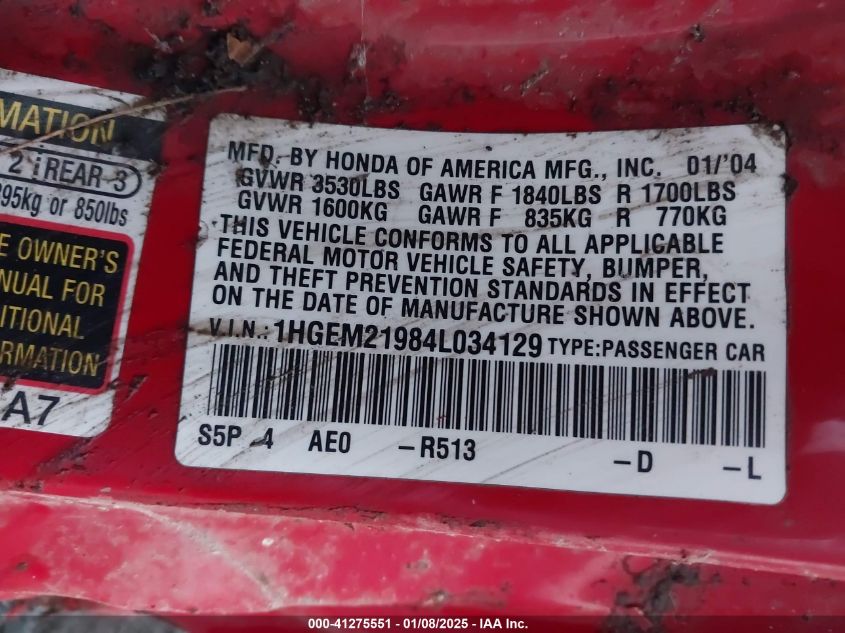 MATION
2 | REAR 3
395kg or 850lbs
E OWNER'S
NUAL FOR
DITIONAL
ORMATION
A7
MFD. BY HONDA OF AMERICA MFG., INC. 01/'04
GVWR 3530LBS GAWR F 1840LBS R 1700LBS
GVWR 1600KG GAWR F 835KG R 770KG
THIS VEHICLE CONFORMS TO ALL APPLICABLE
FEDERAL MOTOR VEHICLE SAFETY, BUMPER,
AND THEFT PREVENTION STANDARDS IN EFFECT
ON THE DATE OF MANUFACTURE SHOWN ABOVE.
V.I.N.: 1HGEM21984L034129 TYPE:PASSENGER CAR
S5P 4 AE0 -R513 -D -L
000-41275551 - 01/08/2025 - IAA Inc.